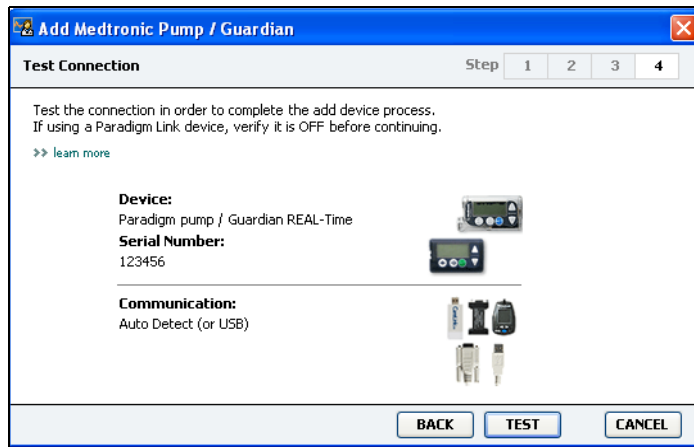 Add Medtronic Pump / Guardian
Test Connection
Step 1 2 3 4
Test the connection in order to complete the add device process.
If using a Paradigm Link device, verify it is OFF before continuing.
>> learn more
Device:
Paradigm pump / Guardian REAL-Time
Serial Number:
123456
Communication:
Auto Detect (or USB)
BACK TEST CANCEL